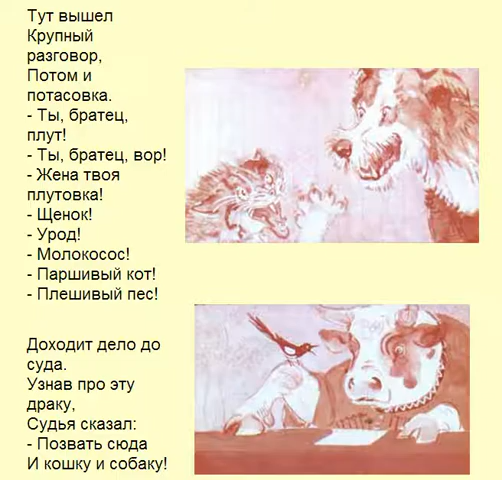 Тут вышел
Крупный
разговор,
Потом и
потасовка.
- Ты, братец,
плут!
- Ты, братец, вор!
- Жена твоя
плутовка!
- Щенок!
- Урод!
- Молокосос!
- Паршивый кот!
- Плешивый пес!
Доходит дело до
суда.
Узнав про эту
драку,
Судья сказал:
- Позвать сюда
И кошку и собаку!